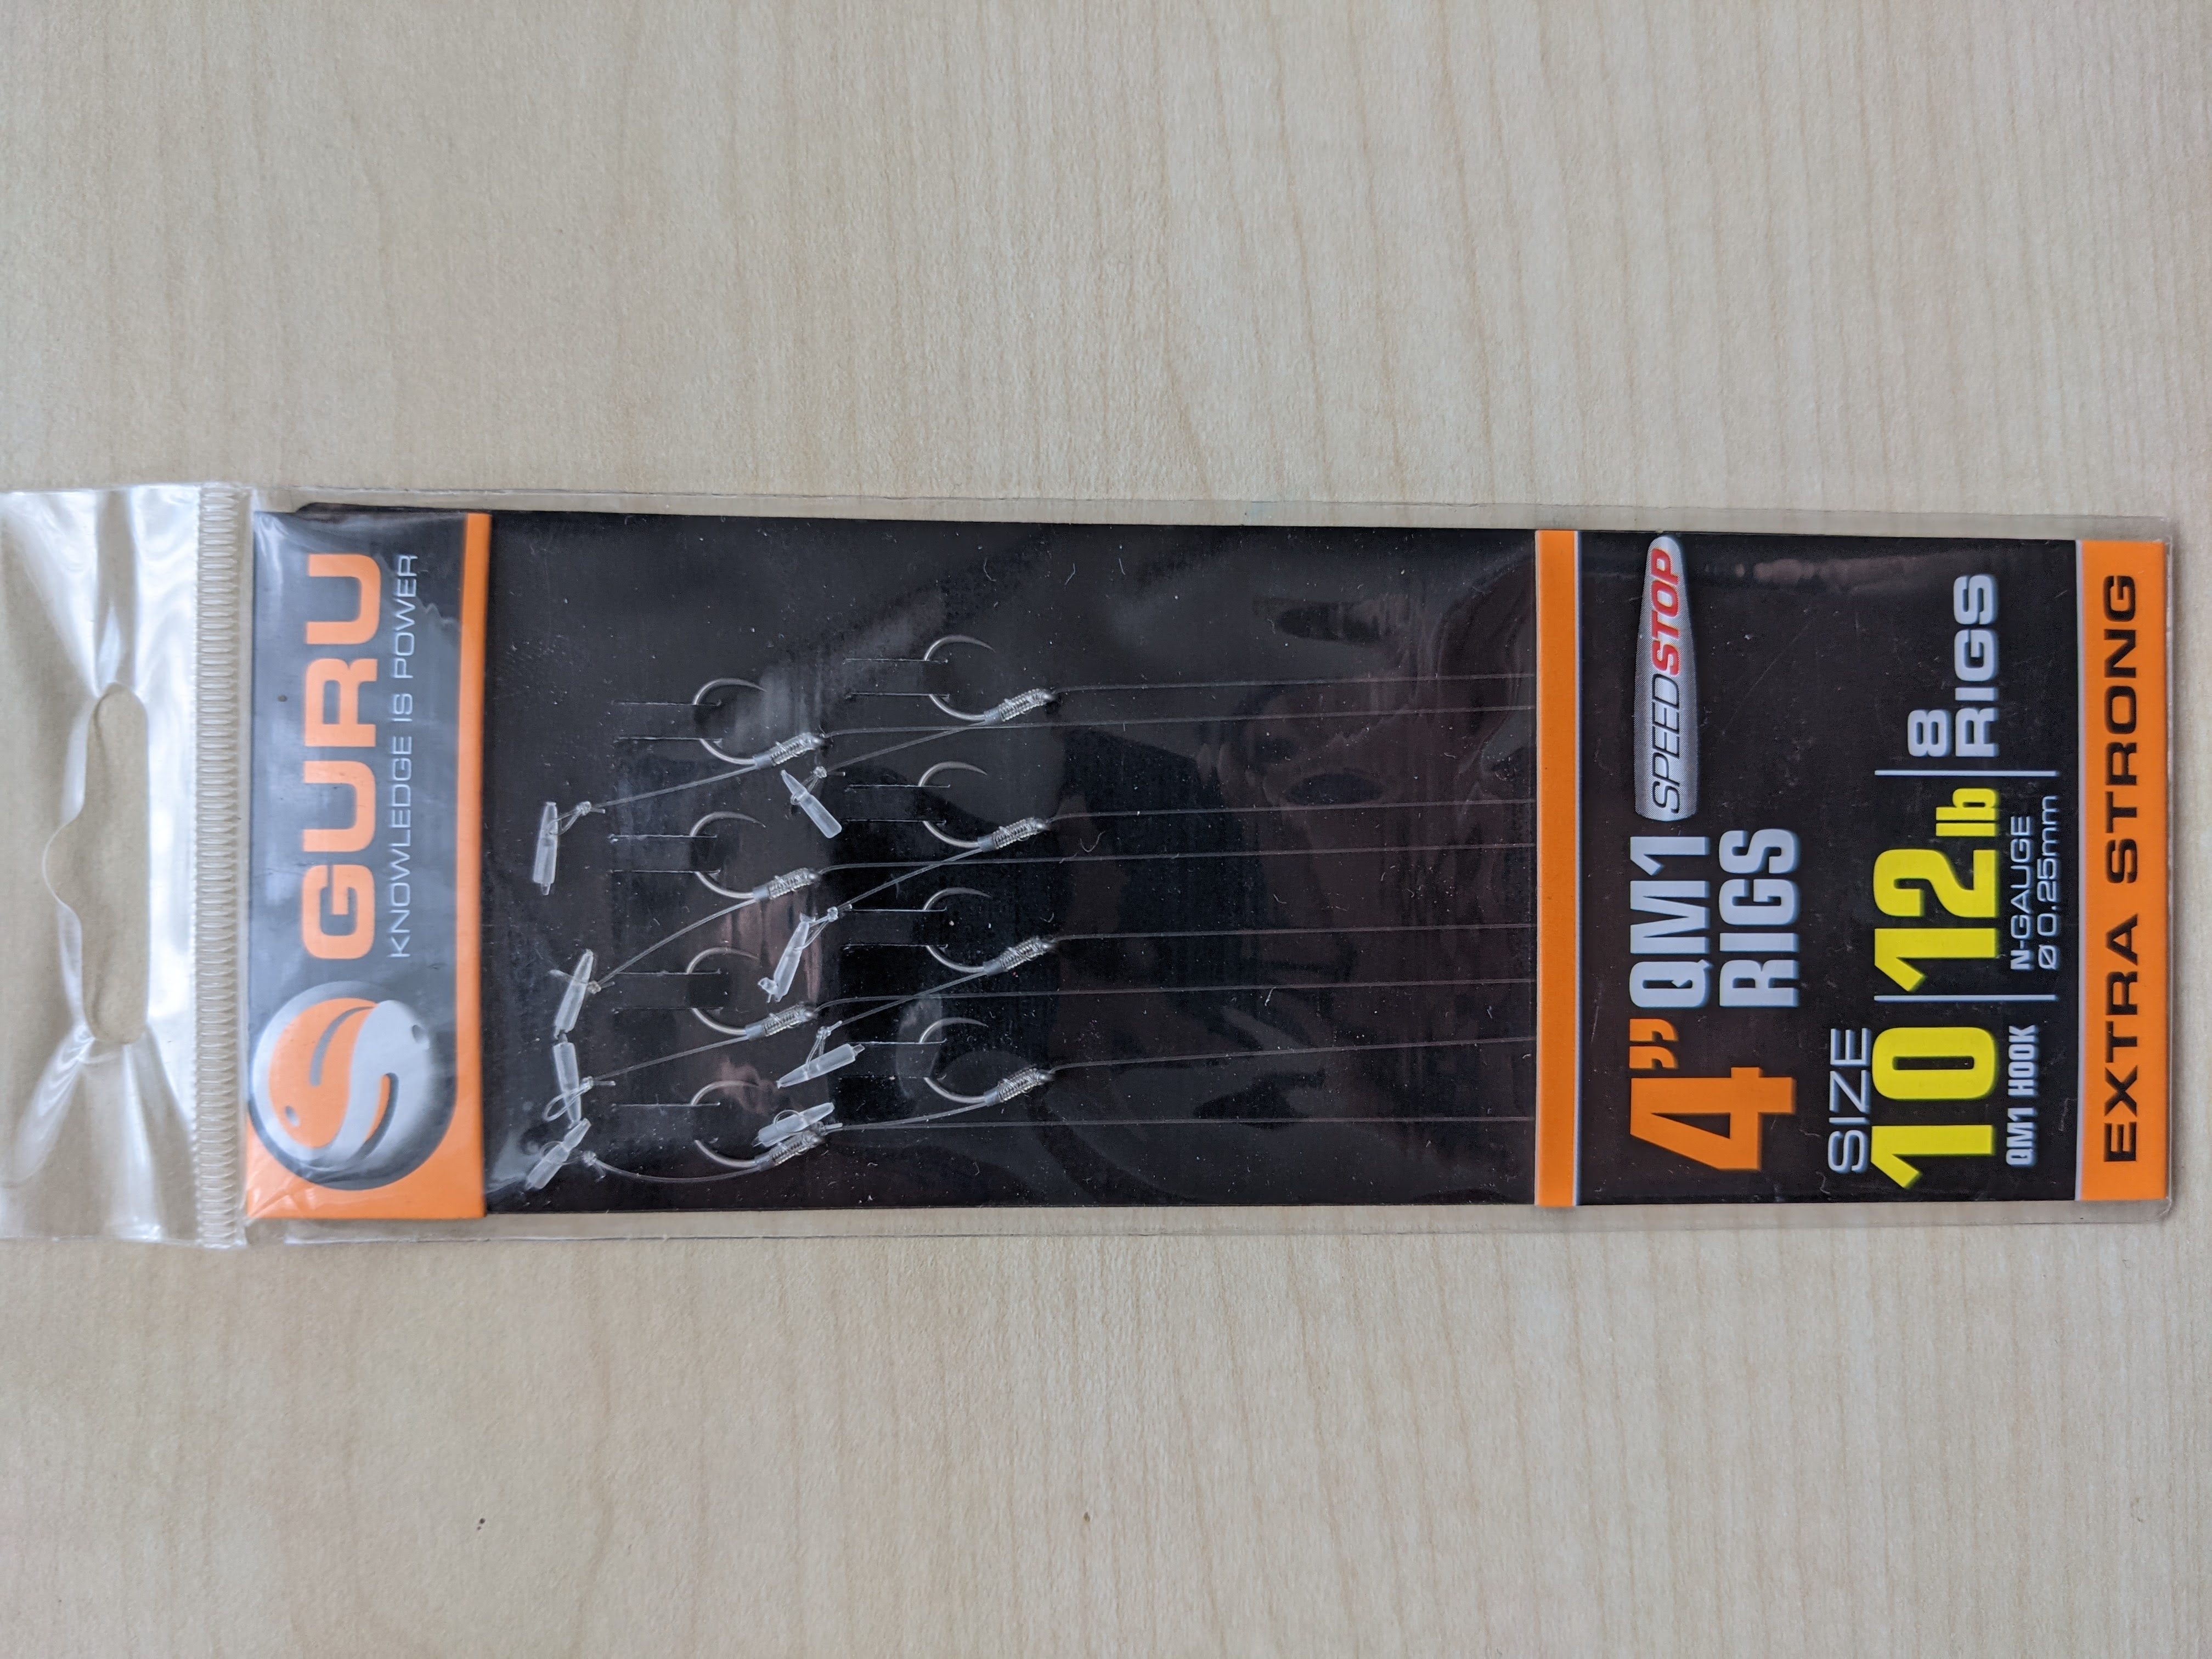 GURU
KNOWLEDGE IS POWER
4" QM1 SPEEDSTOP
RIGS
SIZE
10 12lb 8 RIGS
QM1 HOOK
N-GAUGE
Ø 0.25mm
EXTRA STRONG